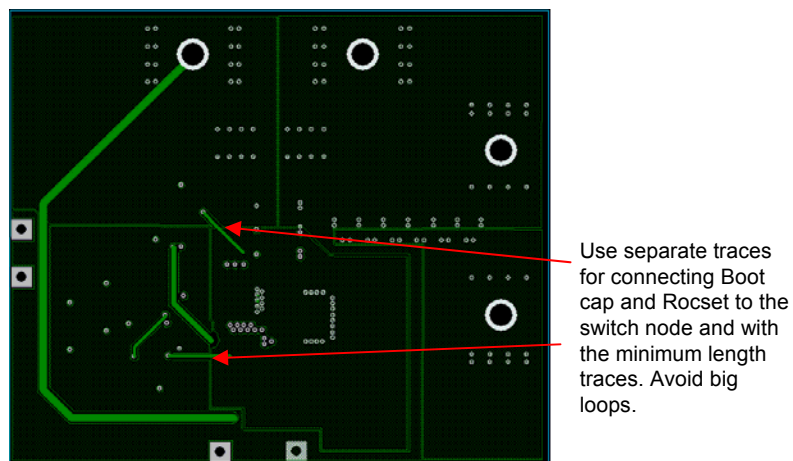 Use separate traces
for connecting Boot
cap and Rocset to the
switch node and with
the minimum length
traces. Avoid big
loops.